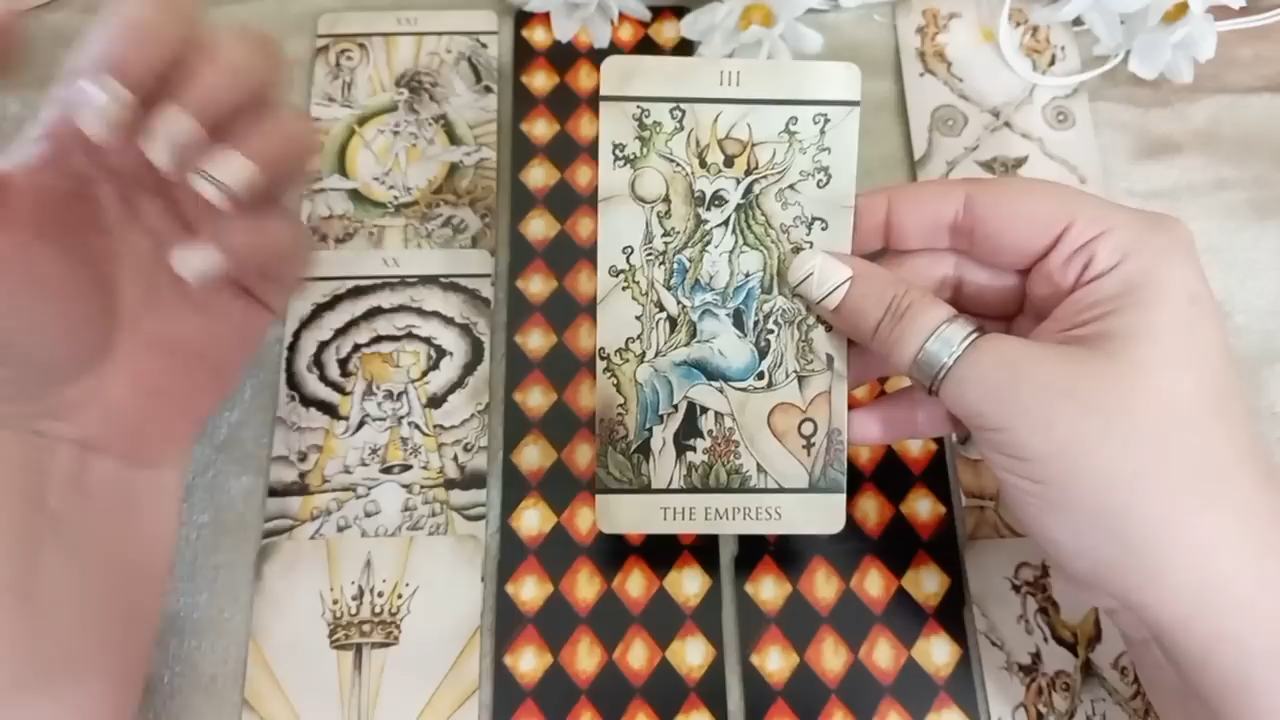 XXI
III
XX
THE EMPRESS